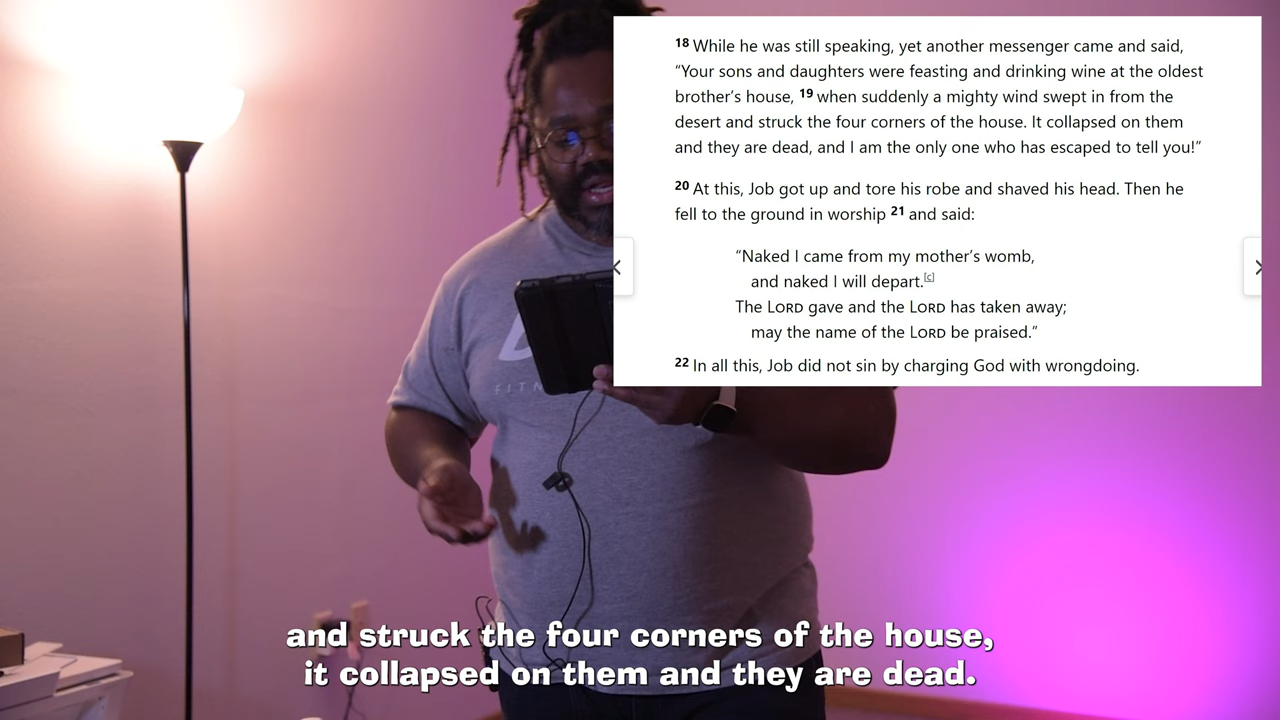 18 While he was still speaking, yet another messenger came and said,
“Your sons and daughters were feasting and drinking wine at the oldest
brother’s house, 19 when suddenly a mighty wind swept in from the
desert and struck the four corners of the house. It collapsed on them
and they are dead, and I am the only one who has escaped to tell you!”
20 At this, Job got up and tore his robe and shaved his head. Then he
fell to the ground in worship 21 and said:
“Naked I came from my mother’s womb,
and naked I will depart.[c]
The LORD gave and the LORD has taken away;
may the name of the LORD be praised.”
22 In all this, Job did not sin by charging God with wrongdoing.
and struck the four corners of the house,
it collapsed on them and they are dead.